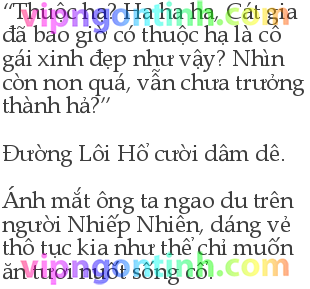 “Thuộc hạ? Ha ha ha, Cát gia
đã bao giờ có thuộc hạ là cô
gái xinh đẹp như vậy? Nhìn
còn non quá, vẫn chưa trưởng
thành hả?”
Đường Lôi Hổ cười dâm dê.
Ánh mắt ông ta ngao du trên
người Nhiếp Nhiên, dáng vẻ
thô tục kia như thể chỉ muốn
ăn tươi nuốt sống cổ.
vipngontinh.com
vipngontinh.com